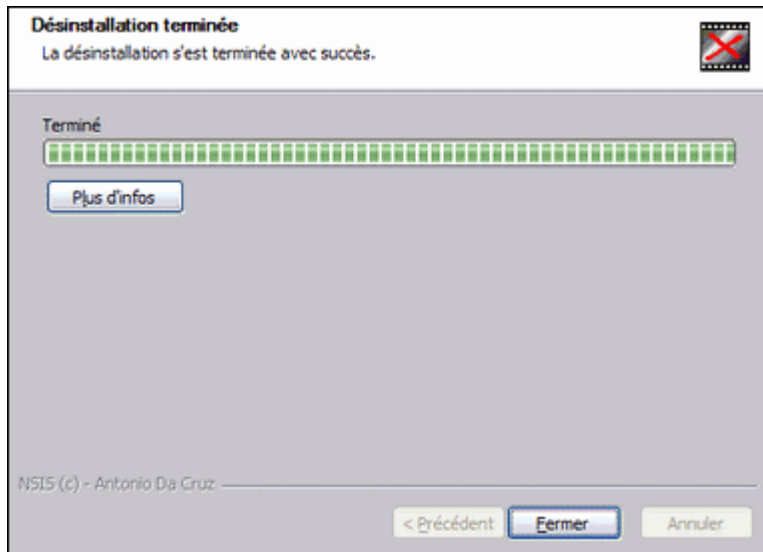 Désinstallation terminée
La désinstallation s'est terminée avec succès.
Terminé
Plus d'infos
NSIS (c) - Antonio Da Cruz
< Précédent
Fermer
Annuler